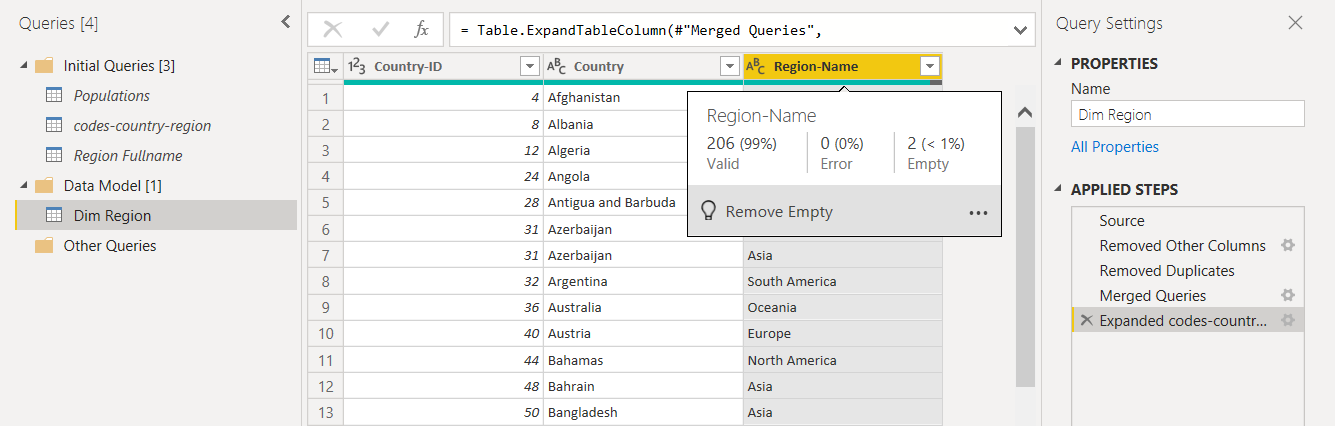 Queries [4]
Initial Queries [3]
Populations
codes-country-region
Region Fullname
Data Model [1]
Dim Region
Other Queries
fx = Table.ExpandTableColumn(#"Merged Queries",
123 Country-ID ABC Country ABC Region-Name
1 4 Afghanistan
2 8 Albania
3 12 Algeria
4 24 Angola
5 28 Antigua and Barbuda
6 31 Azerbaijan
7 31 Azerbaijan Asia
8 32 Argentina South America
9 36 Australia Oceania
10 40 Austria Europe
11 44 Bahamas North America
12 48 Bahrain Asia
13 50 Bangladesh Asia
Region-Name
206 (99%) 0 (0%) 2 (< 1%)
Valid Error Empty
Remove Empty ...
Query Settings
PROPERTIES
Name
Dim Region
All Properties
APPLIED STEPS
Source
Removed Other Columns
Removed Duplicates
Merged Queries
Expanded codes-countr...